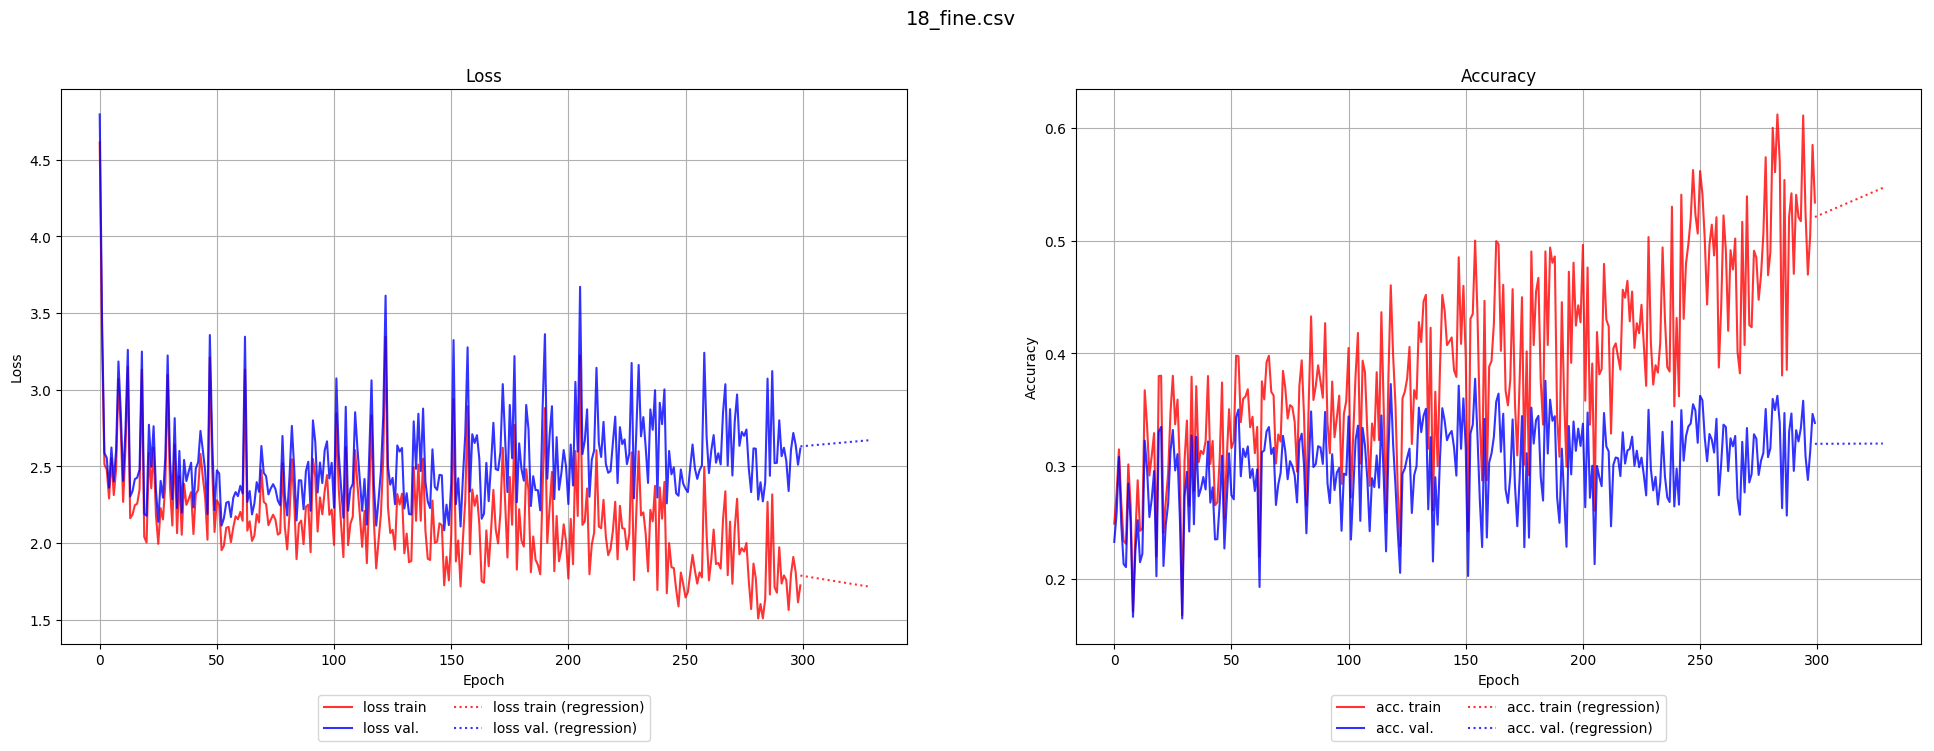 18_fine.csv
Loss
Loss
4.5
4.0
3.5
3.0
2.5
2.0
1.5
0 50 100 150 200 250 300
Epoch
loss train
loss val.
loss train (regression)
loss val. (regression)
Accuracy
Accuracy
0.6
0.5
0.4
0.3
0.2
0 50 100 150 200 250 300
Epoch
acc. train
acc. val.
acc. train (regression)
acc. val. (regression)